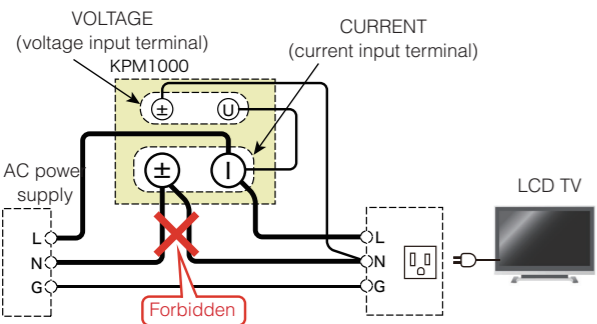 VOLTAGE
(voltage input terminal)
CURRENT
(current input terminal)
KPM1000
± U
± I
AC power
supply
LCD TV
L
N
G
L
N
G
Forbidden